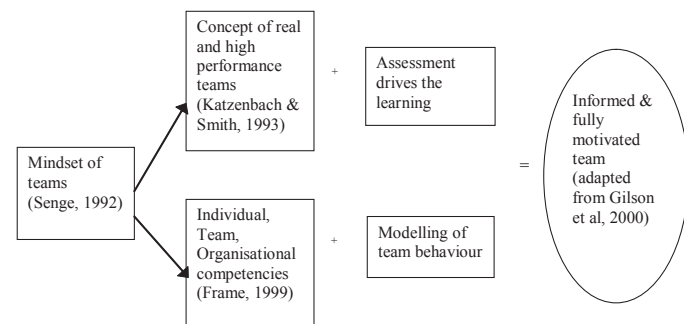 Mindset of
teams
(Senge, 1992)
Concept of real
and high
performance
teams
(Katzenbach &
Smith, 1993)
+
Assessment
drives the
learning
Individual,
Team,
Organisational
competencies
(Frame, 1999)
+
Modelling of
team behaviour
=
Informed &
fully
motivated
team
(adapted
from Gilson
et al, 2000)